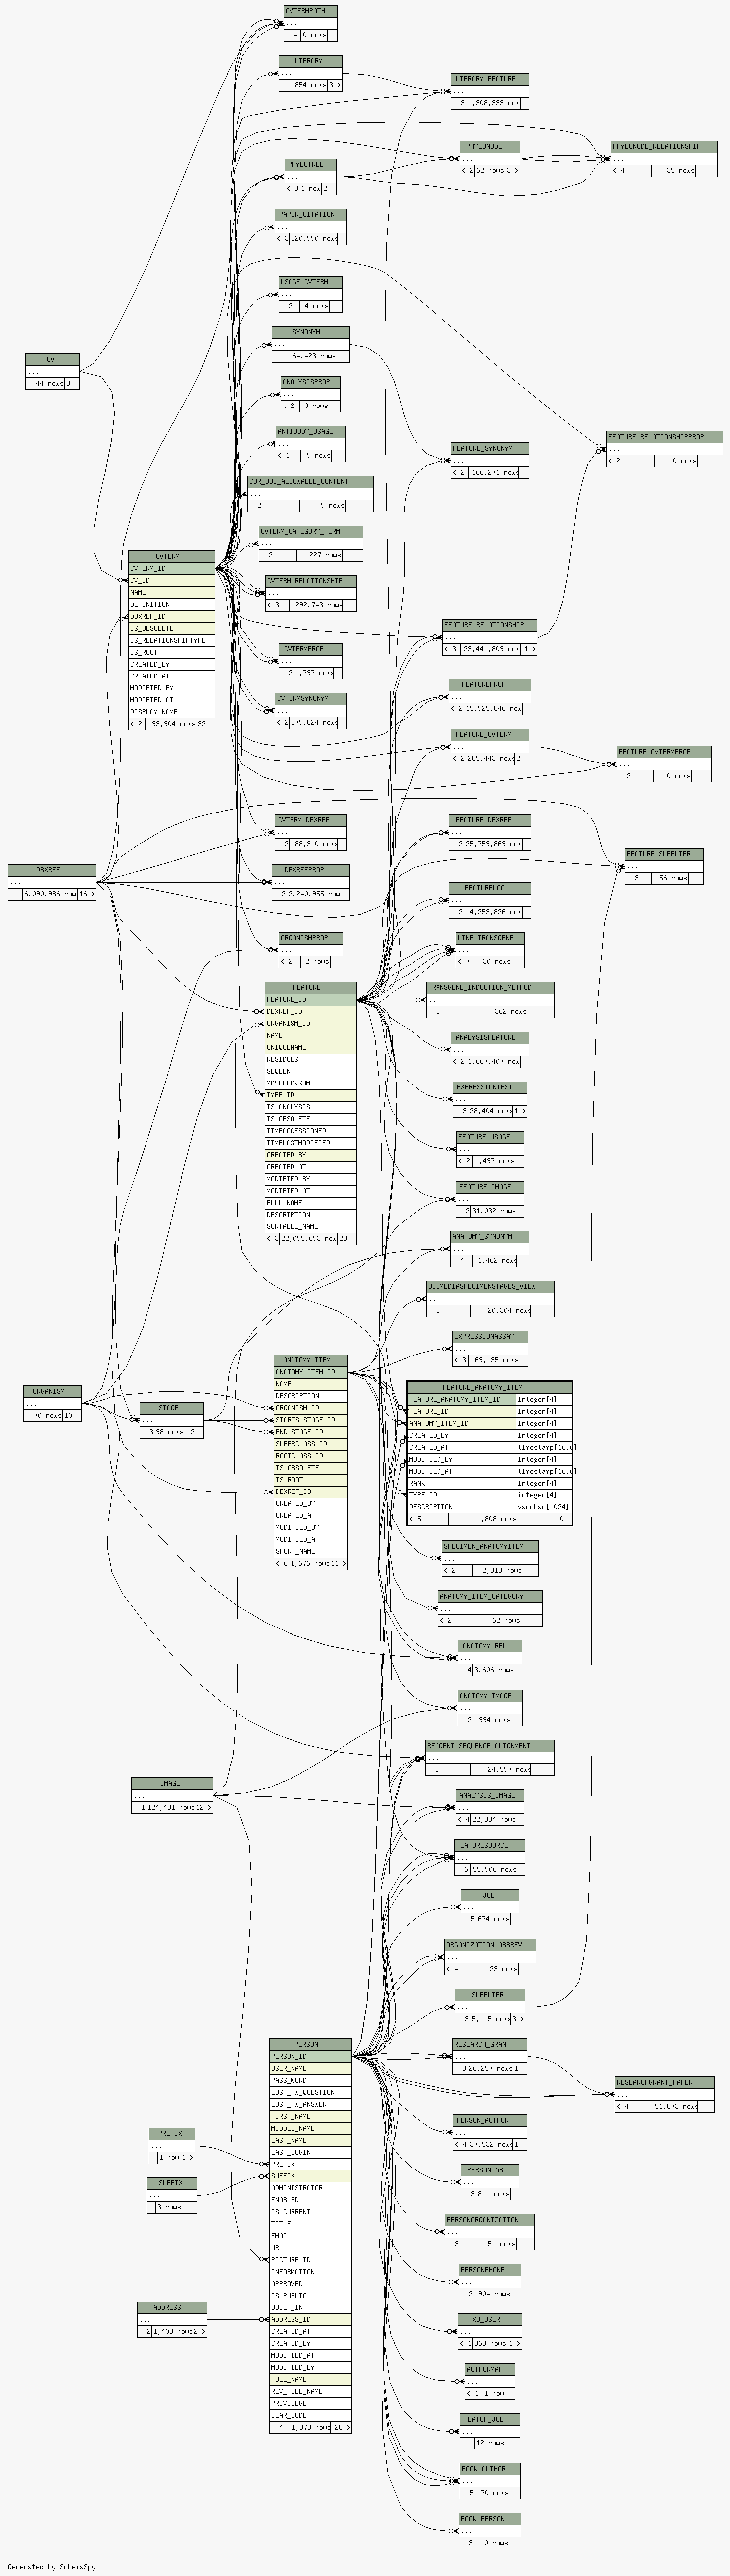 CVTERMPATH
...
< 4 0 rows
LIBRARY
...
< 1 854 rows 3 >
LIBRARY_FEATURE
...
< 3 1,308,333 row
PHYLONODE
...
< 2 62 rows 3 >
PHYLONODE_RELATIONSHIP
...
< 4 35 rows
PHYLOTREE
...
< 3 1 row 2 >
PAPER_CITATION
...
< 3 820,990 rows
USAGE_CVTERM
...
< 2 4 rows
SYNONYM
...
< 1 164,423 rows 1 >
CV
...
44 rows 3 >
ANALYSISPROP
...
< 2 0 rows
ANTIBODY_USAGE
...
< 1 9 rows
FEATURE_SYNONYM
...
< 2 166,271 rows
FEATURE_RELATIONSHIPPROP
...
< 2 0 rows
CUR_OBJ_ALLOWABLE_CONTENT
...
< 2 9 rows
CVTERM_CATEGORY_TERM
...
< 2 227 rows
CVTERM
CVTERM_ID
CV_ID
NAME
DEFINITION
DBXREF_ID
IS_OBSOLETE
IS_RELATIONSHIPTYPE
IS_ROOT
CREATED_BY
CREATED_AT
MODIFIED_BY
MODIFIED_AT
DISPLAY_NAME
< 2 193,904 rows 32 >
CVTERM_RELATIONSHIP
...
< 3 292,743 rows
FEATURE_RELATIONSHIP
...
< 3 23,441,809 row 1 >
CVTERMPROP
...
< 2 1,797 rows
FEATUREPROP
...
< 2 15,925,846 row
CVTERMSYNONYM
...
< 2 379,824 rows
FEATURE_CVTERM
...
< 2 285,443 rows 2 >
FEATURE_CVTERMPROP
...
< 2 0 rows
CVTERM_DBXREF
...
< 2 188,310 rows
FEATURE_DBXREF
...
< 2 25,759,869 row
DBXREF
...
< 1 6,090,986 row 16 >
DBXREFPROP
...
< 2 2,240,955 row
FEATURE_SUPPLIER
...
< 3 56 rows
FEATURELOC
...
< 2 14,253,826 row
ORGANISMPROP
...
< 2 2 rows
LINE_TRANSGENE
...
< 7 30 rows
FEATURE
FEATURE_ID
DBXREF_ID
ORGANISM_ID
NAME
UNIQUENAME
RESIDUES
SEQLEN
MD5CHECKSUM
TYPE_ID
IS_ANALYSIS
IS_OBSOLETE
TIMEACCESSIONED
TIMELASTMODIFIED
CREATED_BY
CREATED_AT
MODIFIED_BY
MODIFIED_AT
FULL_NAME
DESCRIPTION
SORTABLE_NAME
< 3 22,095,693 row 23 >
TRANSGENE_INDUCTION_METHOD
...
< 2 362 rows
ANALYSISFEATURE
...
< 2 1,667,407 row
EXPRESSIONTEST
...
< 3 28,404 rows 1 >
FEATURE_USAGE
...
< 2 1,497 rows
FEATURE_IMAGE
...
< 2 31,032 rows
ANATOMY_SYNONYM
...
< 4 1,462 rows
BIOMEDIASPECIMENSTAGES_VIEW
...
< 3 20,304 rows
EXPRESSIONASSAY
...
< 3 169,135 rows
ORGANISM
...
70 rows 10 >
STAGE
...
< 3 98 rows 12 >
ANATOMY_ITEM
ANATOMY_ITEM_ID
NAME
DESCRIPTION
ORGANISM_ID
STARTS_STAGE_ID
END_STAGE_ID
SUPERCLASS_ID
ROOTCLASS_ID
IS_OBSOLETE
IS_ROOT
DBXREF_ID
CREATED_BY
CREATED_AT
MODIFIED_BY
MODIFIED_AT
SHORT_NAME
< 6 1,676 rows 11 >
FEATURE_ANATOMY_ITEM
FEATURE_ANATOMY_ITEM_ID integer[4]
FEATURE_ID integer[4]
ANATOMY_ITEM_ID integer[4]
CREATED_BY integer[4]
CREATED_AT timestamp[16,6]
MODIFIED_BY integer[4]
MODIFIED_AT timestamp[16,6]
RANK integer[4]
TYPE_ID integer[4]
DESCRIPTION varchar[1024]
< 5 1,808 rows 0 >
SPECIMEN_ANATOMYITEM
...
< 2 2,313 rows
ANATOMY_ITEM_CATEGORY
...
< 2 62 rows
ANATOMY_REL
...
< 4 3,606 rows
ANATOMY_IMAGE
...
< 2 994 rows
REAGENT_SEQUENCE_ALIGNMENT
...
< 5 24,597 rows
IMAGE
...
< 1 124,431 rows 12 >
ANALYSIS_IMAGE
...
< 4 22,394 rows
FEATURESOURCE
...
< 6 55,906 rows
JOB
...
< 5 674 rows
ORGANIZATION_ABBREV
...
< 4 123 rows
SUPPLIER
...
< 3 5,115 rows 3 >
PERSON
PERSON_ID
USER_NAME
PASS_WORD
LOST_PW_QUESTION
LOST_PW_ANSWER
FIRST_NAME
MIDDLE_NAME
LAST_NAME
LAST_LOGIN
PREFIX
SUFFIX
ADMINISTRATOR
ENABLED
IS_CURRENT
TITLE
EMAIL
URL
PICTURE_ID
INFORMATION
APPROVED
IS_PUBLIC
BUILT_IN
ADDRESS_ID
CREATED_AT
CREATED_BY
MODIFIED_AT
MODIFIED_BY
FULL_NAME
REV_FULL_NAME
PRIVILEGE
ILAR_CODE
< 4 1,873 rows 28 >
RESEARCH_GRANT
...
< 3 26,257 rows 1 >
RESEARCHGRANT_PAPER
...
< 4 51,873 rows
PERSON_AUTHOR
...
< 4 37,532 rows 1 >
PREFIX
...
1 row 1 >
PERSONLAB
...
< 3 811 rows
SUFFIX
...
3 rows 1 >
PERSONORGANIZATION
...
< 3 51 rows
PERSONPHONE
...
< 2 904 rows
ADDRESS
...
< 2 1,409 rows 2 >
XB_USER
...
< 1 369 rows 1 >
AUTHORMAP
...
< 1 1 row
BATCH_JOB
...
< 1 12 rows 1 >
BOOK_AUTHOR
...
< 5 70 rows
BOOK_PERSON
...
< 3 0 rows
Generated by SchemaSpy